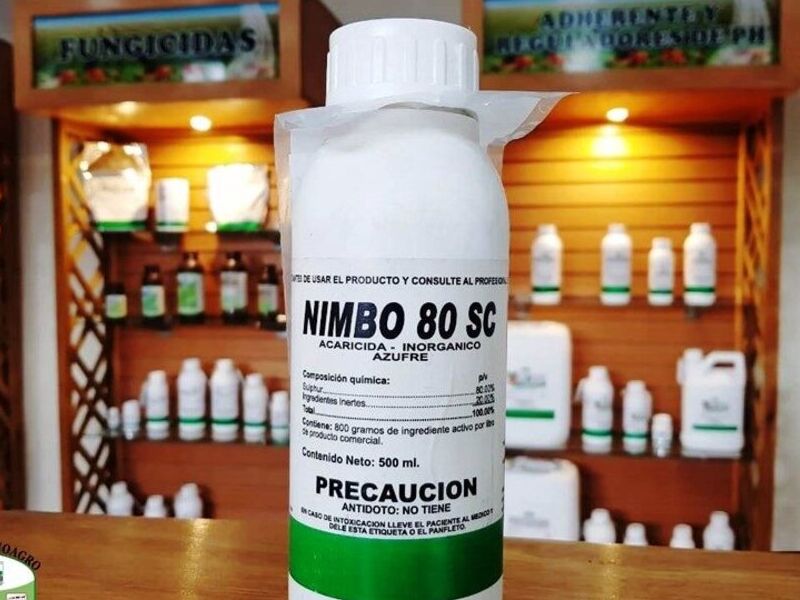 FUNGICIDAS
ADHERENTE Y
REGULADORES DE PH
ANTES DE USAR EL PRODUCTO Y CONSULTE AL PROFESIONAL
NIMBO 80 SC
ACARICIDA - INORGANICO
AZUFRE
Composición química: p/v
Sulphur 80.00%
Ingredientes Inertes 20.00%
Total 100.00%
Contiene: 800 gramos de ingrediente activo por litro
de producto comercial.
Contenido Neto: 500 ml.
PRECAUCION
ANTIDOTO: NO TIENE
EN CASO DE INTOXICACION LLEVE EL PACIENTE AL MEDICO Y
DELE ESTA ETIQUETA O EL PANFLETO.